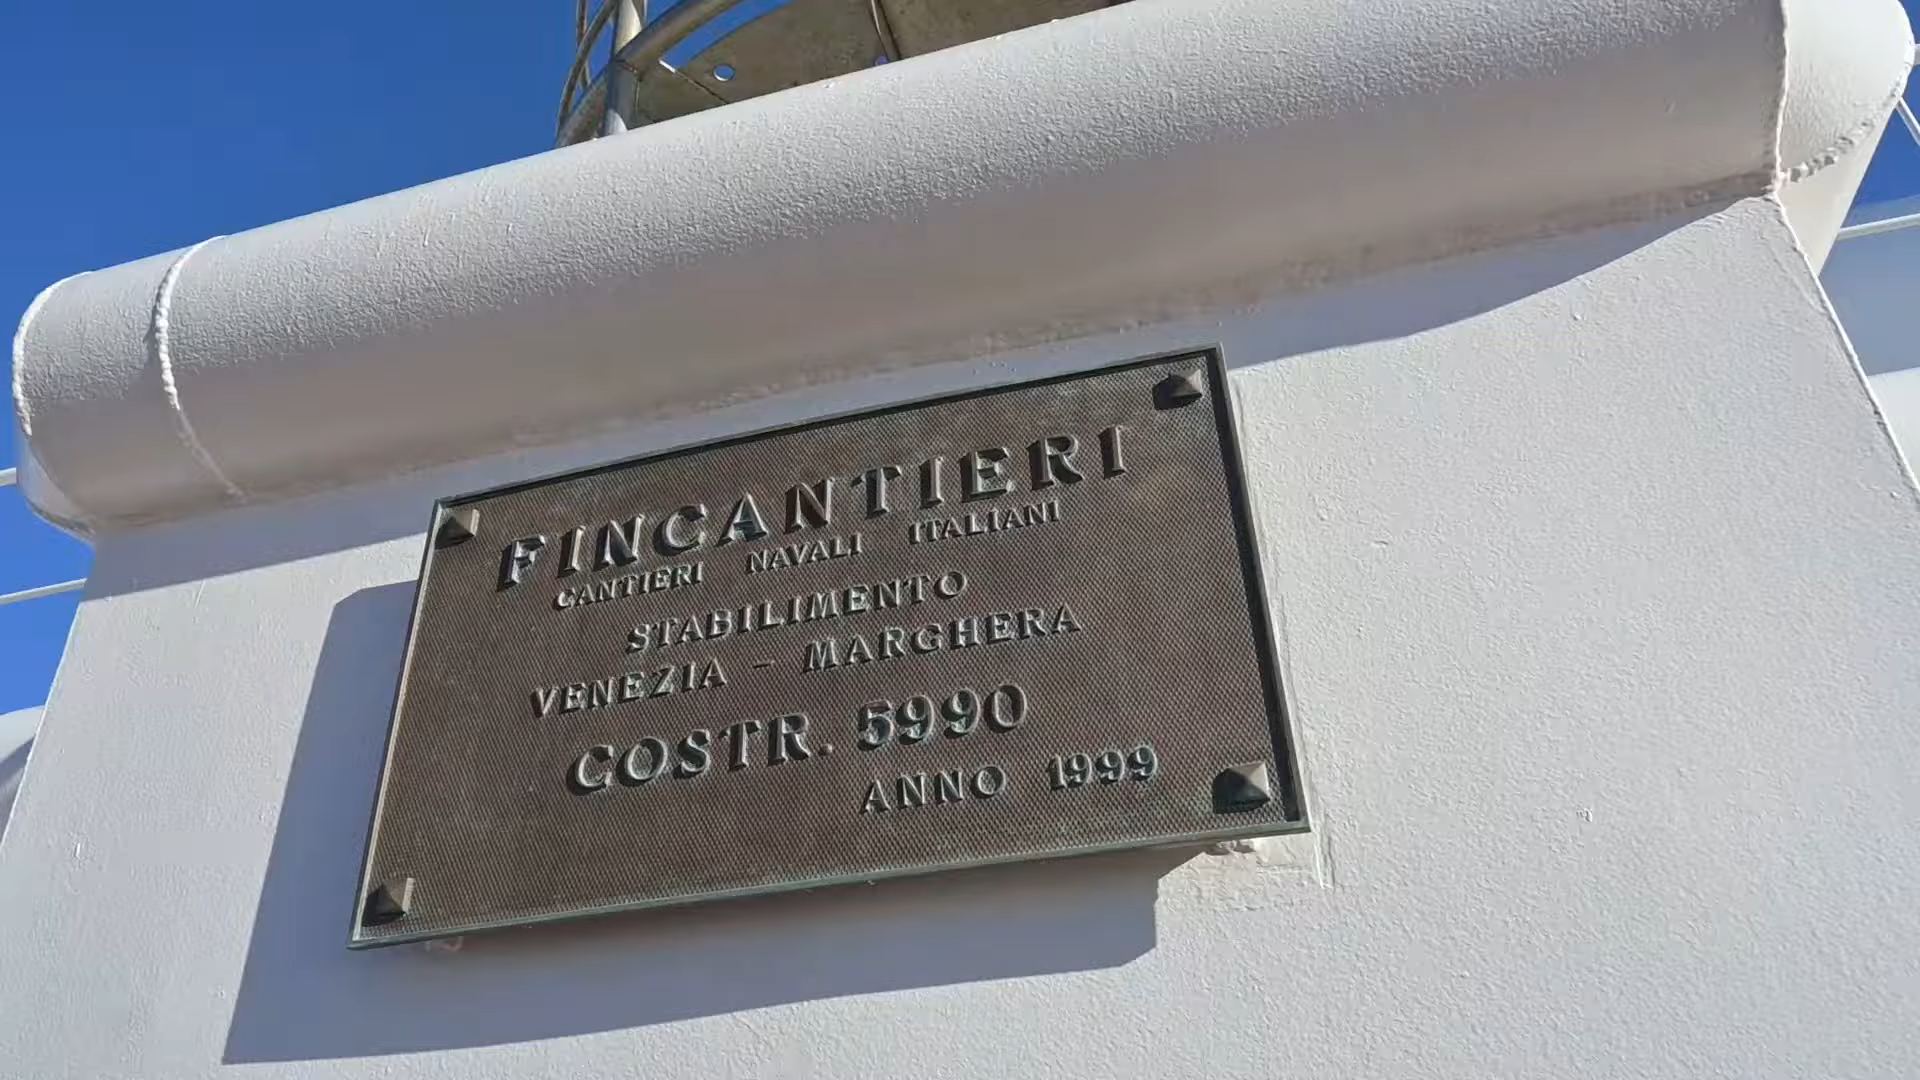 FINCANTIERI
CANTIERI NAVALI ITALIANI
STABILIMENTO
VENEZIA - MARGHERA
COSTR. 5990
ANNO 1999